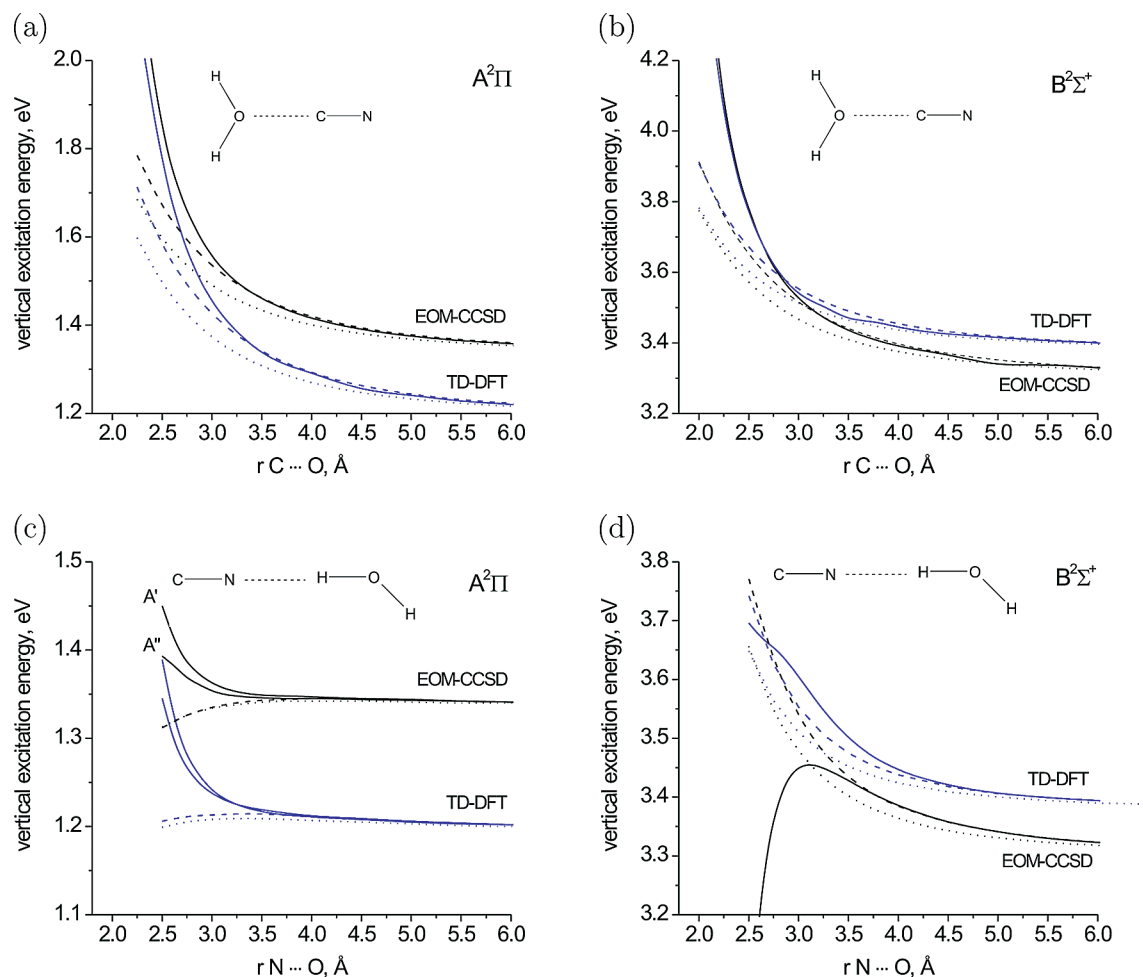 (a)
2.0
1.8
1.6
1.4
1.2
vertical excitation energy, eV
A²Π
H
O
H
C
N
EOM-CCSD
TD-DFT
2.0 2.5 3.0 3.5 4.0 4.5 5.0 5.5 6.0
r C ··· O, Å
(b)
4.2
4.0
3.8
3.6
3.4
3.2
vertical excitation energy, eV
B²Σ⁺
H
O
H
C
N
TD-DFT
EOM-CCSD
2.0 2.5 3.0 3.5 4.0 4.5 5.0 5.5 6.0
r C ··· O, Å
(c)
1.5
1.4
1.3
1.2
1.1
vertical excitation energy, eV
A²Π
C
N
H
O
H
A'
A"
EOM-CCSD
TD-DFT
2.0 2.5 3.0 3.5 4.0 4.5 5.0 5.5 6.0
r N ··· O, Å
(d)
3.8
3.7
3.6
3.5
3.4
3.3
3.2
vertical excitation energy, eV
B²Σ⁺
C
N
H
O
H
TD-DFT
EOM-CCSD
2.0 2.5 3.0 3.5 4.0 4.5 5.0 5.5 6.0
r N ··· O, Å